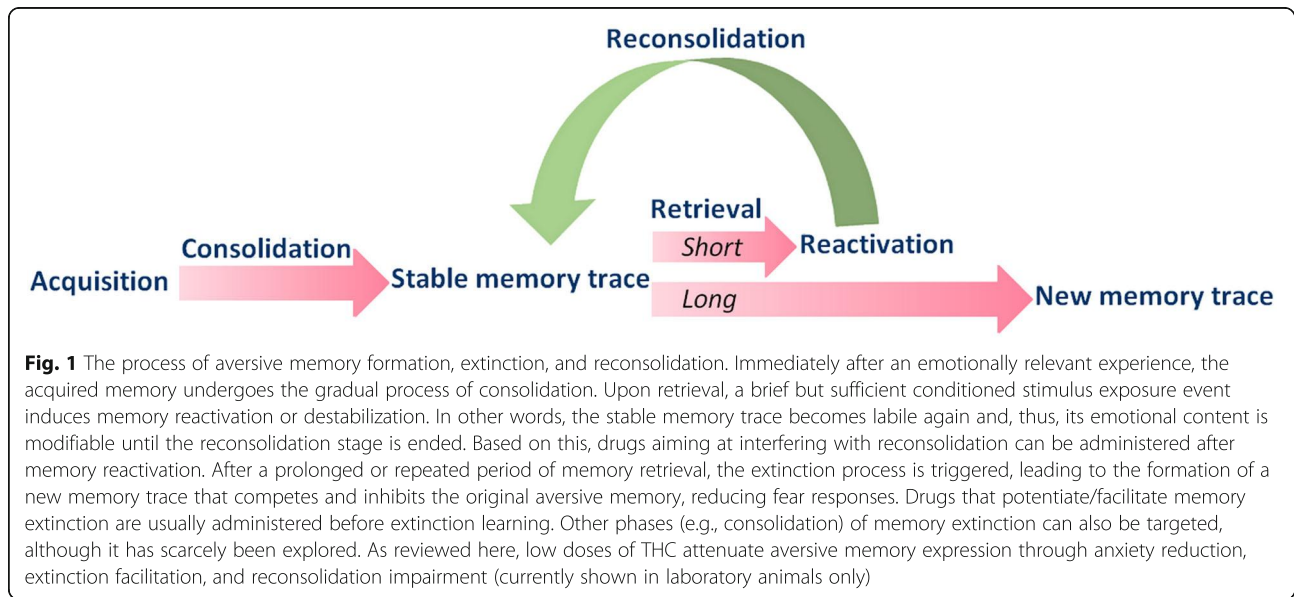 Reconsolidation
Retrieval
Short
Reactivation
Consolidation
Acquisition
Stable memory trace
Long
New memory trace
Fig. 1 The process of aversive memory formation, extinction, and reconsolidation. Immediately after an emotionally relevant experience, the
acquired memory undergoes the gradual process of consolidation. Upon retrieval, a brief but sufficient conditioned stimulus exposure event
induces memory reactivation or destabilization. In other words, the stable memory trace becomes labile again and, thus, its emotional content is
modifiable until the reconsolidation stage is ended. Based on this, drugs aiming at interfering with reconsolidation can be administered after
memory reactivation. After a prolonged or repeated period of memory retrieval, the extinction process is triggered, leading to the formation of a
new memory trace that competes and inhibits the original aversive memory, reducing fear responses. Drugs that potentiate/facilitate memory
extinction are usually administered before extinction learning. Other phases (e.g., consolidation) of memory extinction can also be targeted,
although it has scarcely been explored. As reviewed here, low doses of THC attenuate aversive memory expression through anxiety reduction,
extinction facilitation, and reconsolidation impairment (currently shown in laboratory animals only)